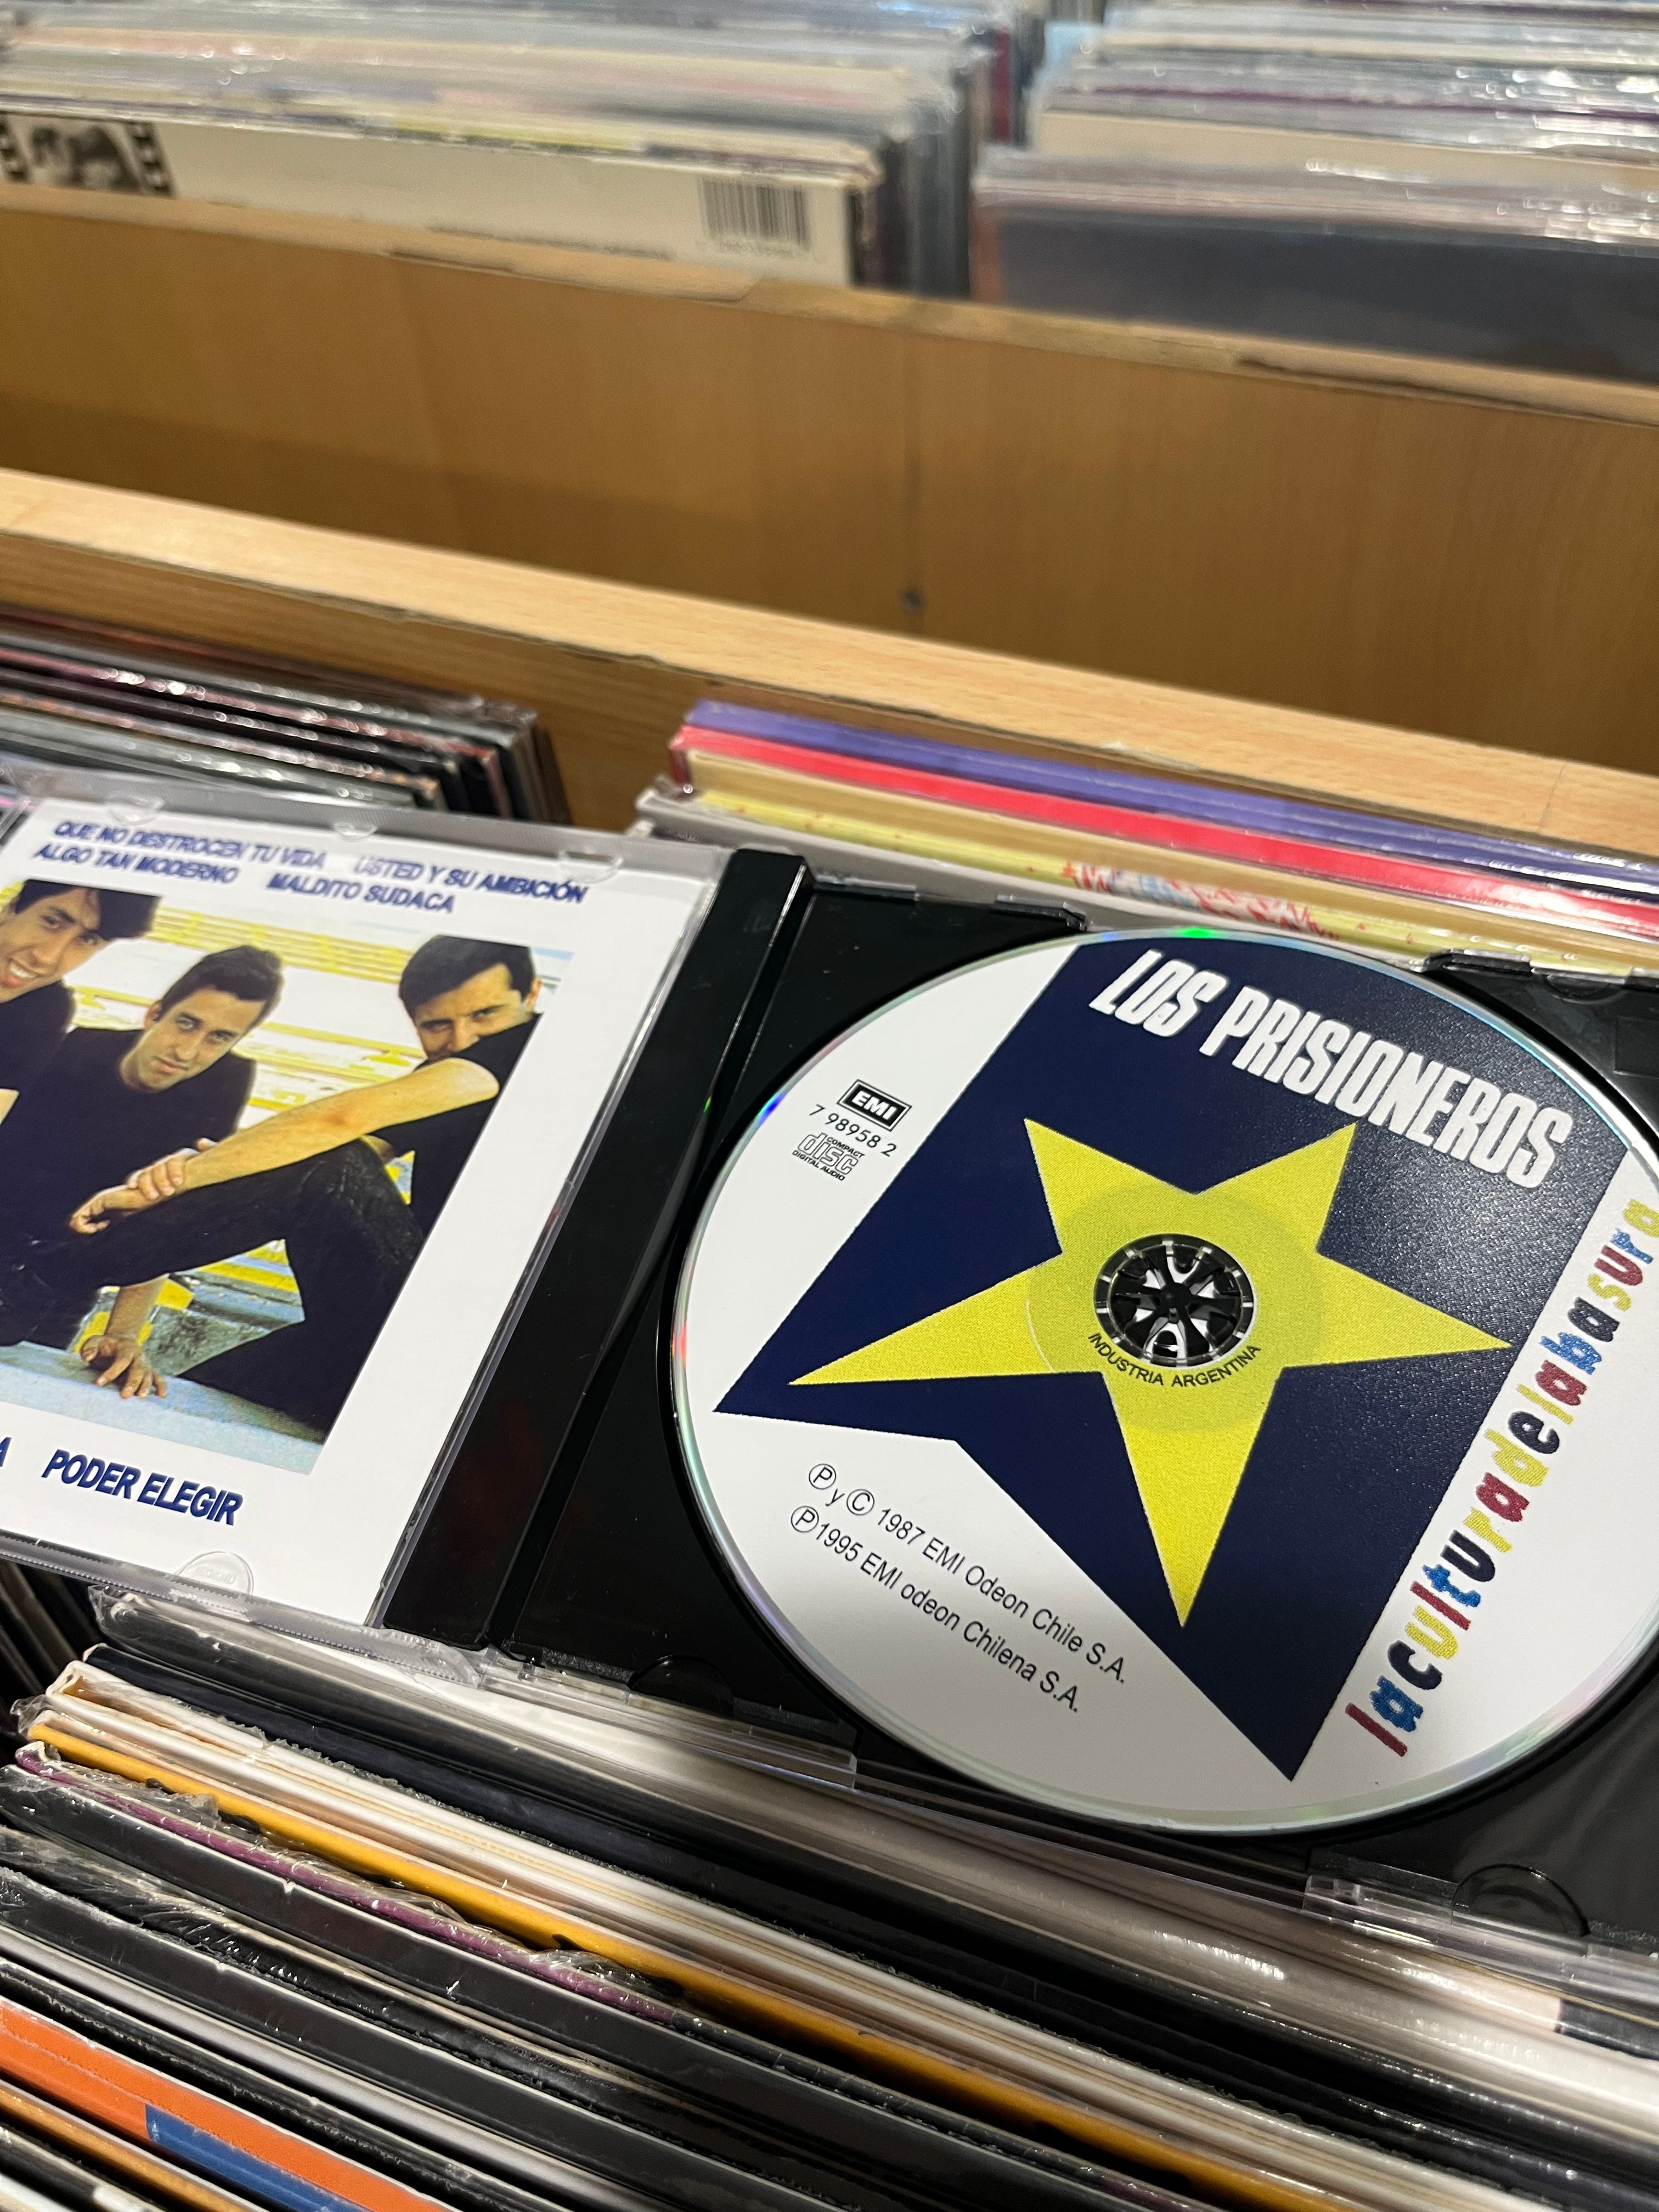 QUE NO DESTROCEN TU VIDA USTED Y SU AMBICIÓN
ALGO TAN MODERNO MALDITO SUDACA
PODER ELEGIR
LOS PRISIONEROS
EMI
7 98958 2
COMPACT
disc
DIGITAL AUDIO
INDUSTRIA ARGENTINA
Ⓟ y Ⓒ 1987 EMI Odeon Chile S.A.
Ⓟ1995 EMI odeon Chilena S.A.
laculturadelabasura